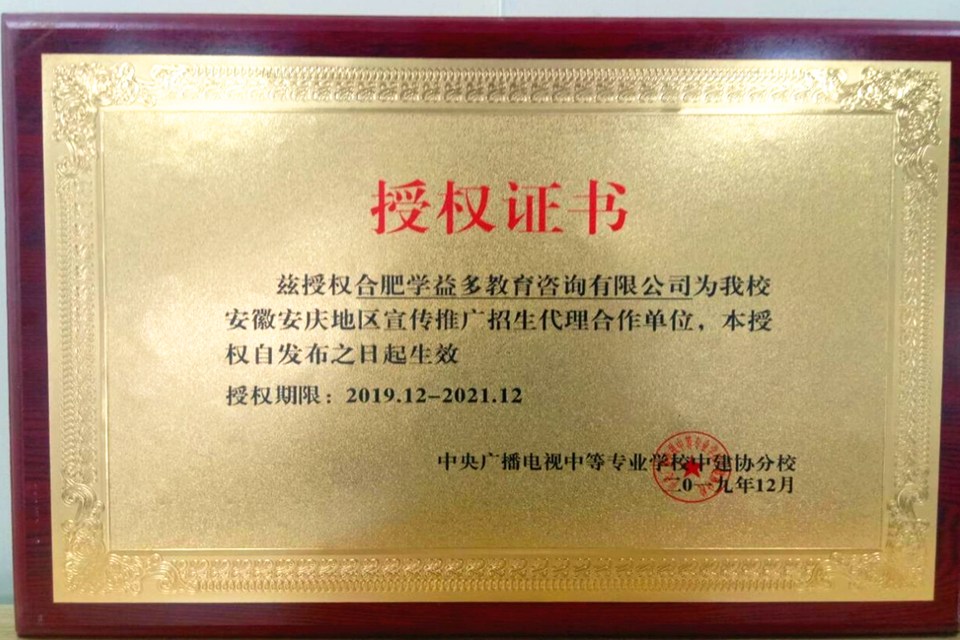 授权证书
兹授权合肥学益多教育咨询有限公司为我校
安徽安庆地区宣传推广招生代理合作单位，本授
权自发布之日起生效
授权期限：2019.12-2021.12
中央广播电视中等专业学校中建协分校
二0一九年12月